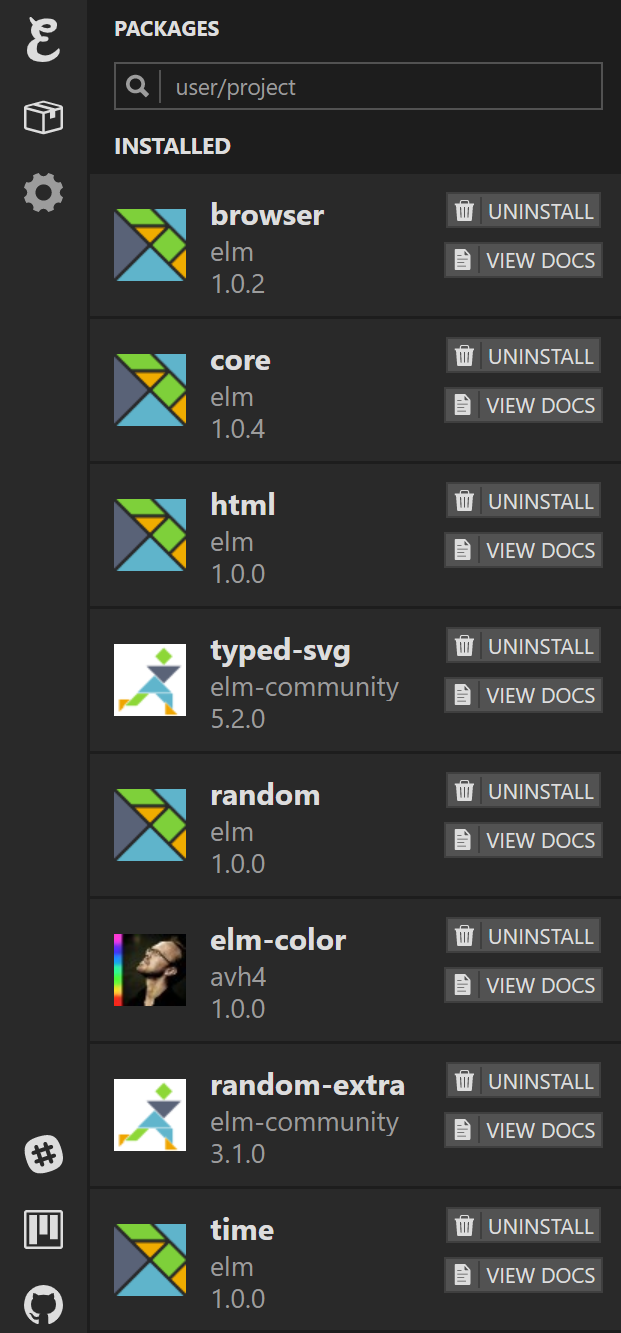 PACKAGES
user/project
INSTALLED
browser
elm
1.0.2
UNINSTALL
VIEW DOCS
core
elm
1.0.4
UNINSTALL
VIEW DOCS
html
elm
1.0.0
UNINSTALL
VIEW DOCS
typed-svg
elm-community
5.2.0
UNINSTALL
VIEW DOCS
random
elm
1.0.0
UNINSTALL
VIEW DOCS
elm-color
avh4
1.0.0
UNINSTALL
VIEW DOCS
random-extra
elm-community
3.1.0
UNINSTALL
VIEW DOCS
time
elm
1.0.0
UNINSTALL
VIEW DOCS